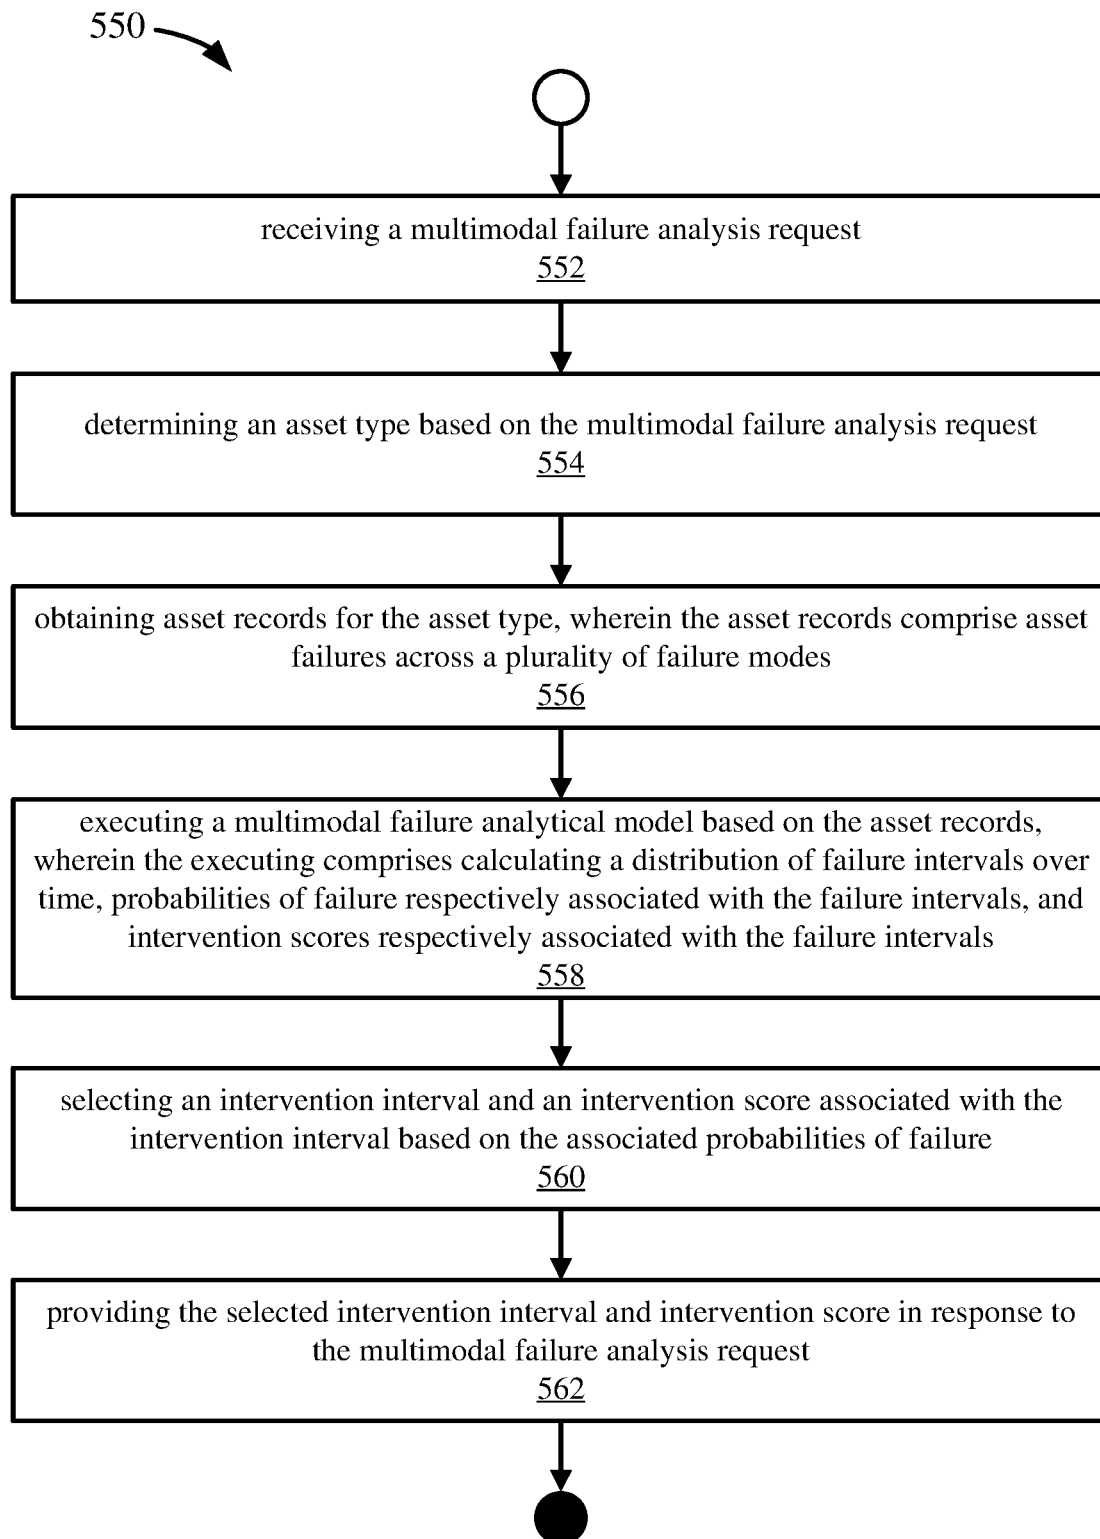 550
receiving a multimodal failure analysis request
552
determining an asset type based on the multimodal failure analysis request
554
obtaining asset records for the asset type, wherein the asset records comprise asset
failures across a plurality of failure modes
556
executing a multimodal failure analytical model based on the asset records,
wherein the executing comprises calculating a distribution of failure intervals over
time, probabilities of failure respectively associated with the failure intervals, and
intervention scores respectively associated with the failure intervals
558
selecting an intervention interval and an intervention score associated with the
intervention interval based on the associated probabilities of failure
560
providing the selected intervention interval and intervention score in response to
the multimodal failure analysis request
562